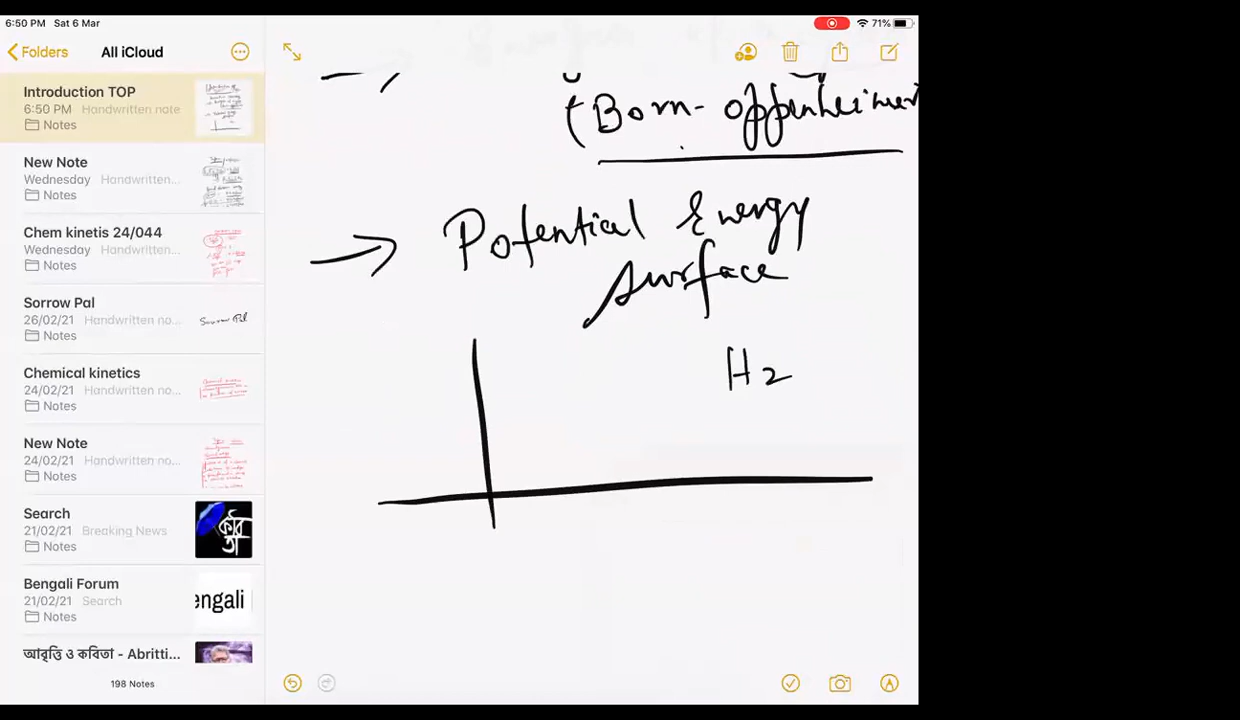 6:50 PM Sat 6 Mar
71%
Folders
All iCloud
Introduction TOP
6:50 PM Handwritten note
Notes
New Note
Wednesday Handwritten...
Notes
Chem kinetis 24/044
Wednesday Handwritten...
Notes
Sorrow Pal
26/02/21 Handwritten no...
Notes
Chemical kinetics
24/02/21 Handwritten no...
Notes
New Note
24/02/21 Handwritten no...
Notes
Search
21/02/21 Breaking News
Notes
Bengali Forum
21/02/21 Search
Notes
engali
আবৃত্তি ও কবিতা - Abritti...
198 Notes
(Born-oppenheimer
→ Potential Energy
surface
H2